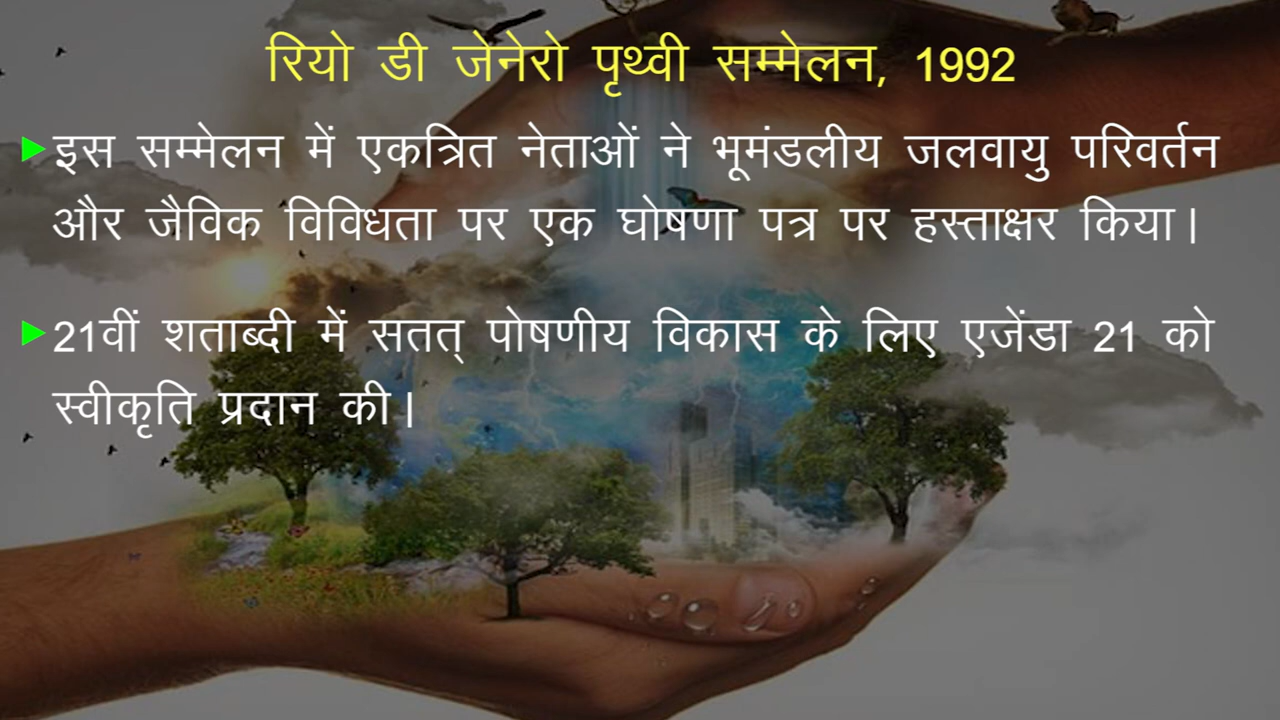 रियो डी जेनेरो पृथ्वी सम्मेलन, 1992
इस सम्मेलन में एकत्रित नेताओं ने भूमंडलीय जलवायु परिवर्तन
और जैविक विविधता पर एक घोषणा पत्र पर हस्ताक्षर किया।
21वीं शताब्दी में सतत् पोषणीय विकास के लिए एजेंडा 21 को
स्वीकृति प्रदान की।